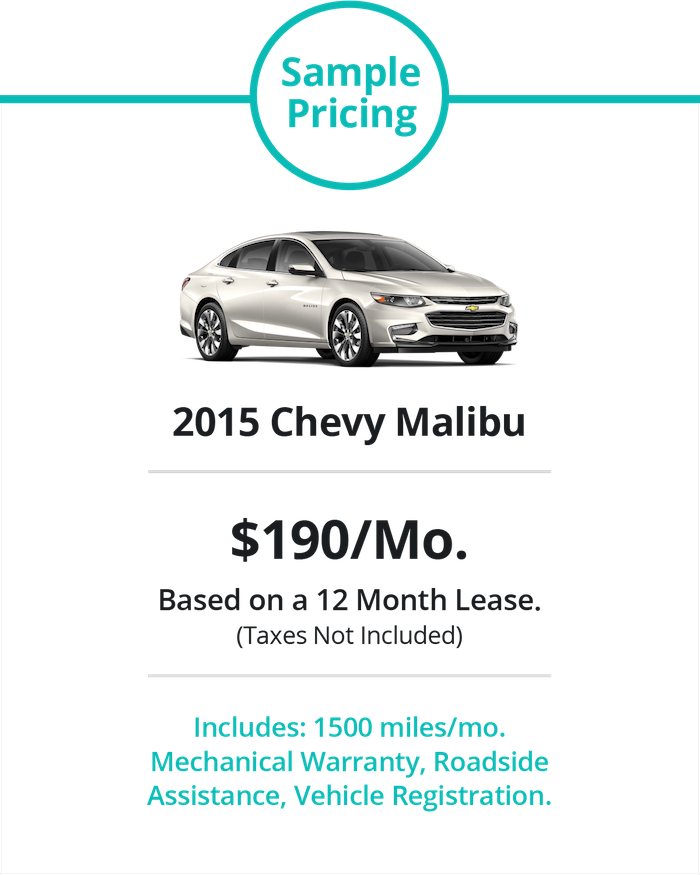 Sample
Pricing
2015 Chevy Malibu
$190/Mo.
Based on a 12 Month Lease.
(Taxes Not Included)
Includes: 1500 miles/mo.
Mechanical Warranty, Roadside
Assistance, Vehicle Registration.